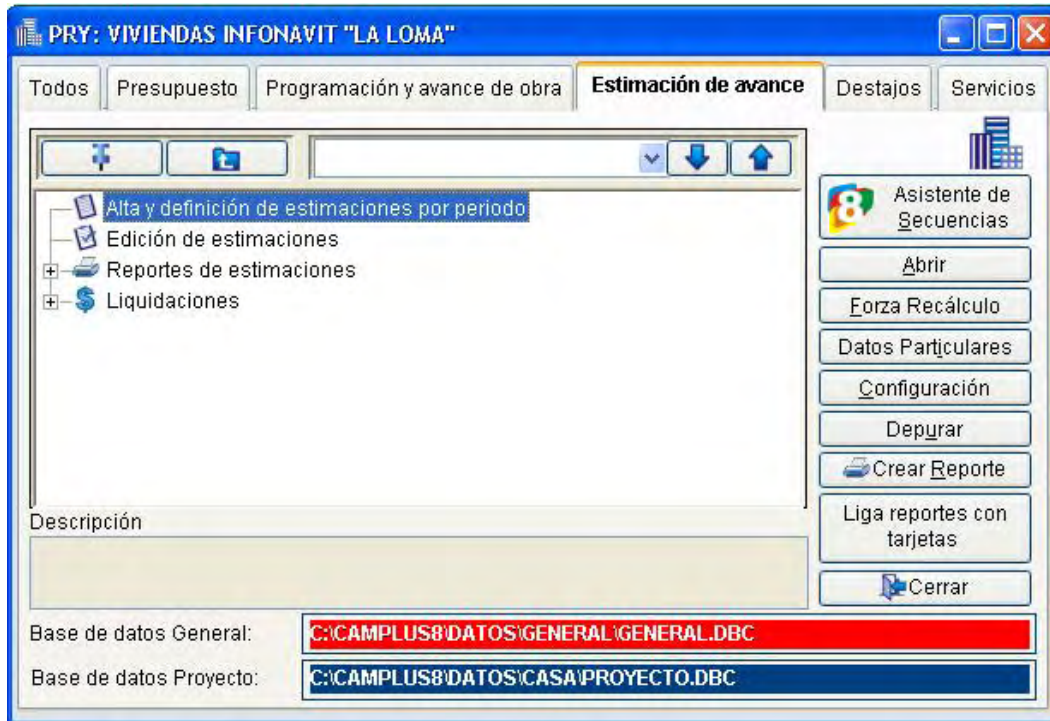 PRY: VIVIENDAS INFONAVIT "LA LOMA"
Todos Presupuesto Programación y avance de obra Estimación de avance Destajos Servicios
Alta y definición de estimaciones por periodo
Edición de estimaciones
Reportes de estimaciones
Liquidaciones
8 Asistente de
Secuencias
Abrir
Forza Recálculo
Datos Particulares
Configuración
Depurar
Crear Reporte
Liga reportes con
tarjetas
Cerrar
Descripción
Base de datos General: C:\CAMPLUS8\DATOS\GENERAL\GENERAL.DBC
Base de datos Proyecto: C:\CAMPLUS8\DATOS\CASA\PROYECTO.DBC